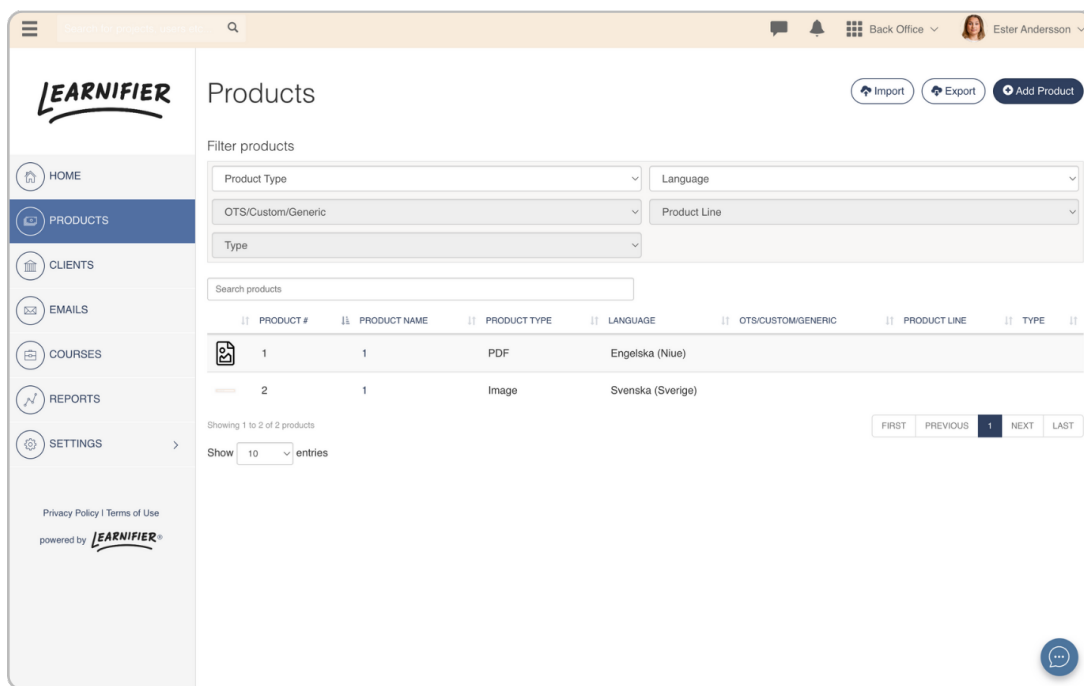 Back Office
Ester Andersson
LEARNIFIER
Products
Import
Export
Add Product
Filter products
HOME
PRODUCTS
CLIENTS
EMAILS
COURSES
REPORTS
SETTINGS
Product Type
Language
OTS/Custom/Generic
Product Line
Type
Search products
PRODUCT # PRODUCT NAME PRODUCT TYPE LANGUAGE OTS/CUSTOM/GENERIC PRODUCT LINE TYPE
1 1 PDF Engelska (Niue)
2 1 Image Svenska (Sverige)
Showing 1 to 2 of 2 products
FIRST PREVIOUS 1 NEXT LAST
Show 10 entries
Privacy Policy I Terms of Use
powered by LEARNIFIER®